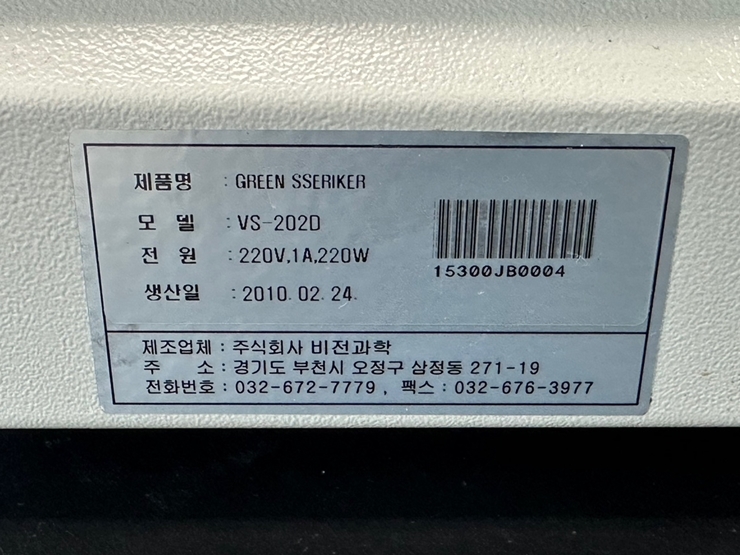 제품명 : GREEN SSERIKER
모 델 : VS-202D
전 원 : 220V,1A,220W
생산일 : 2010. 02. 24.
15300JB0004
제조업체 : 주식회사 비전과학
주 소 : 경기도 부천시 오정구 삼정동 271-19
전화번호 : 032-672-7779 , 팩스 : 032-676-3977